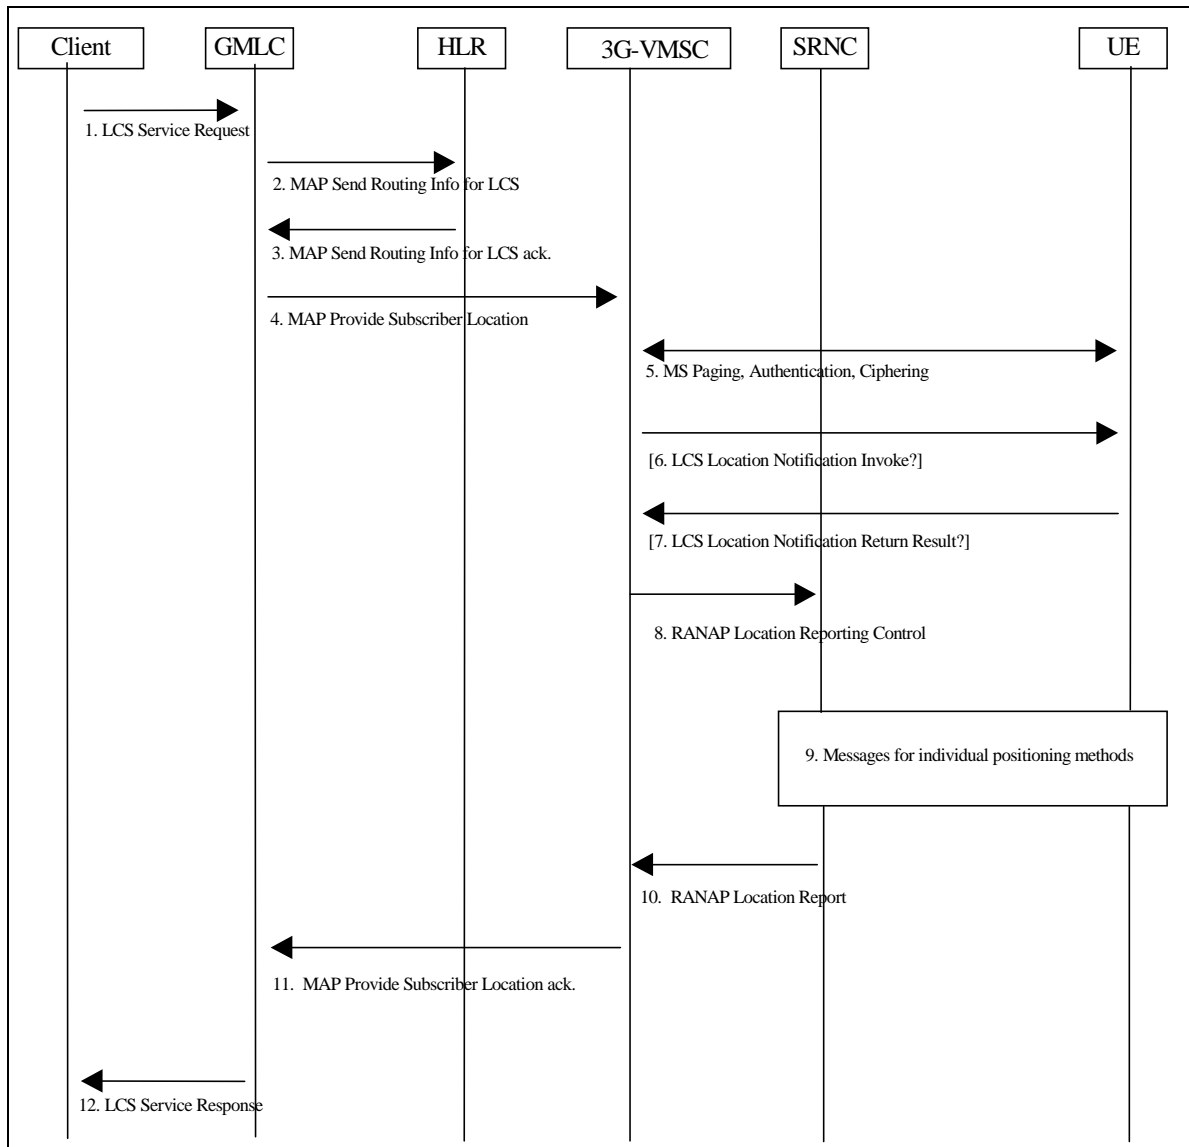 Client
GMLC
HLR
3G-VMSC
SRNC
UE
1. LCS Service Request
2. MAP Send Routing Info for LCS
3. MAP Send Routing Info for LCS ack.
4. MAP Provide Subscriber Location
5. MS Paging, Authentication, Ciphering
[6. LCS Location Notification Invoke?]
[7. LCS Location Notification Return Result?]
8. RANAP Location Reporting Control
9. Messages for individual positioning methods
10. RANAP Location Report
11. MAP Provide Subscriber Location ack.
12. LCS Service Response